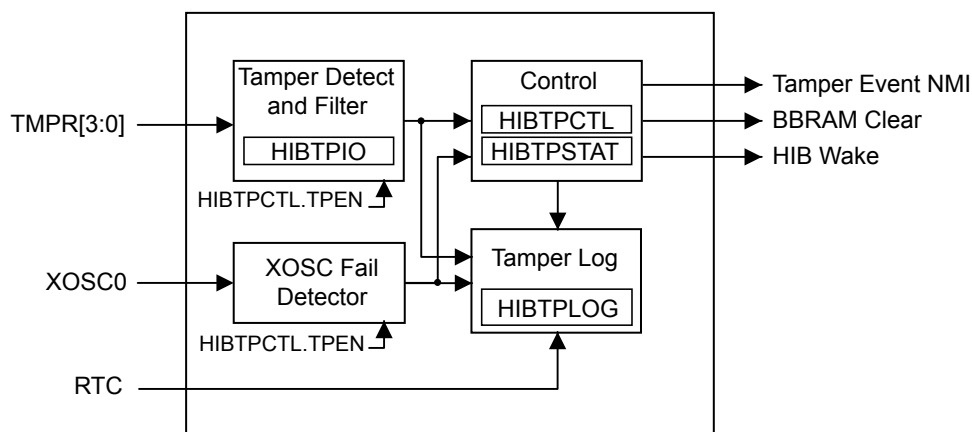 Tamper Detect
and Filter
HIBTPIO
Control
HIBTPCTL
HIBTPSTAT
Tamper Event NMI
BBRAM Clear
HIB Wake
TMPR[3:0]
HIBTPCTL.TPEN
XOSC0
XOSC Fail
Detector
HIBTPCTL.TPEN
Tamper Log
HIBTPLOG
RTC